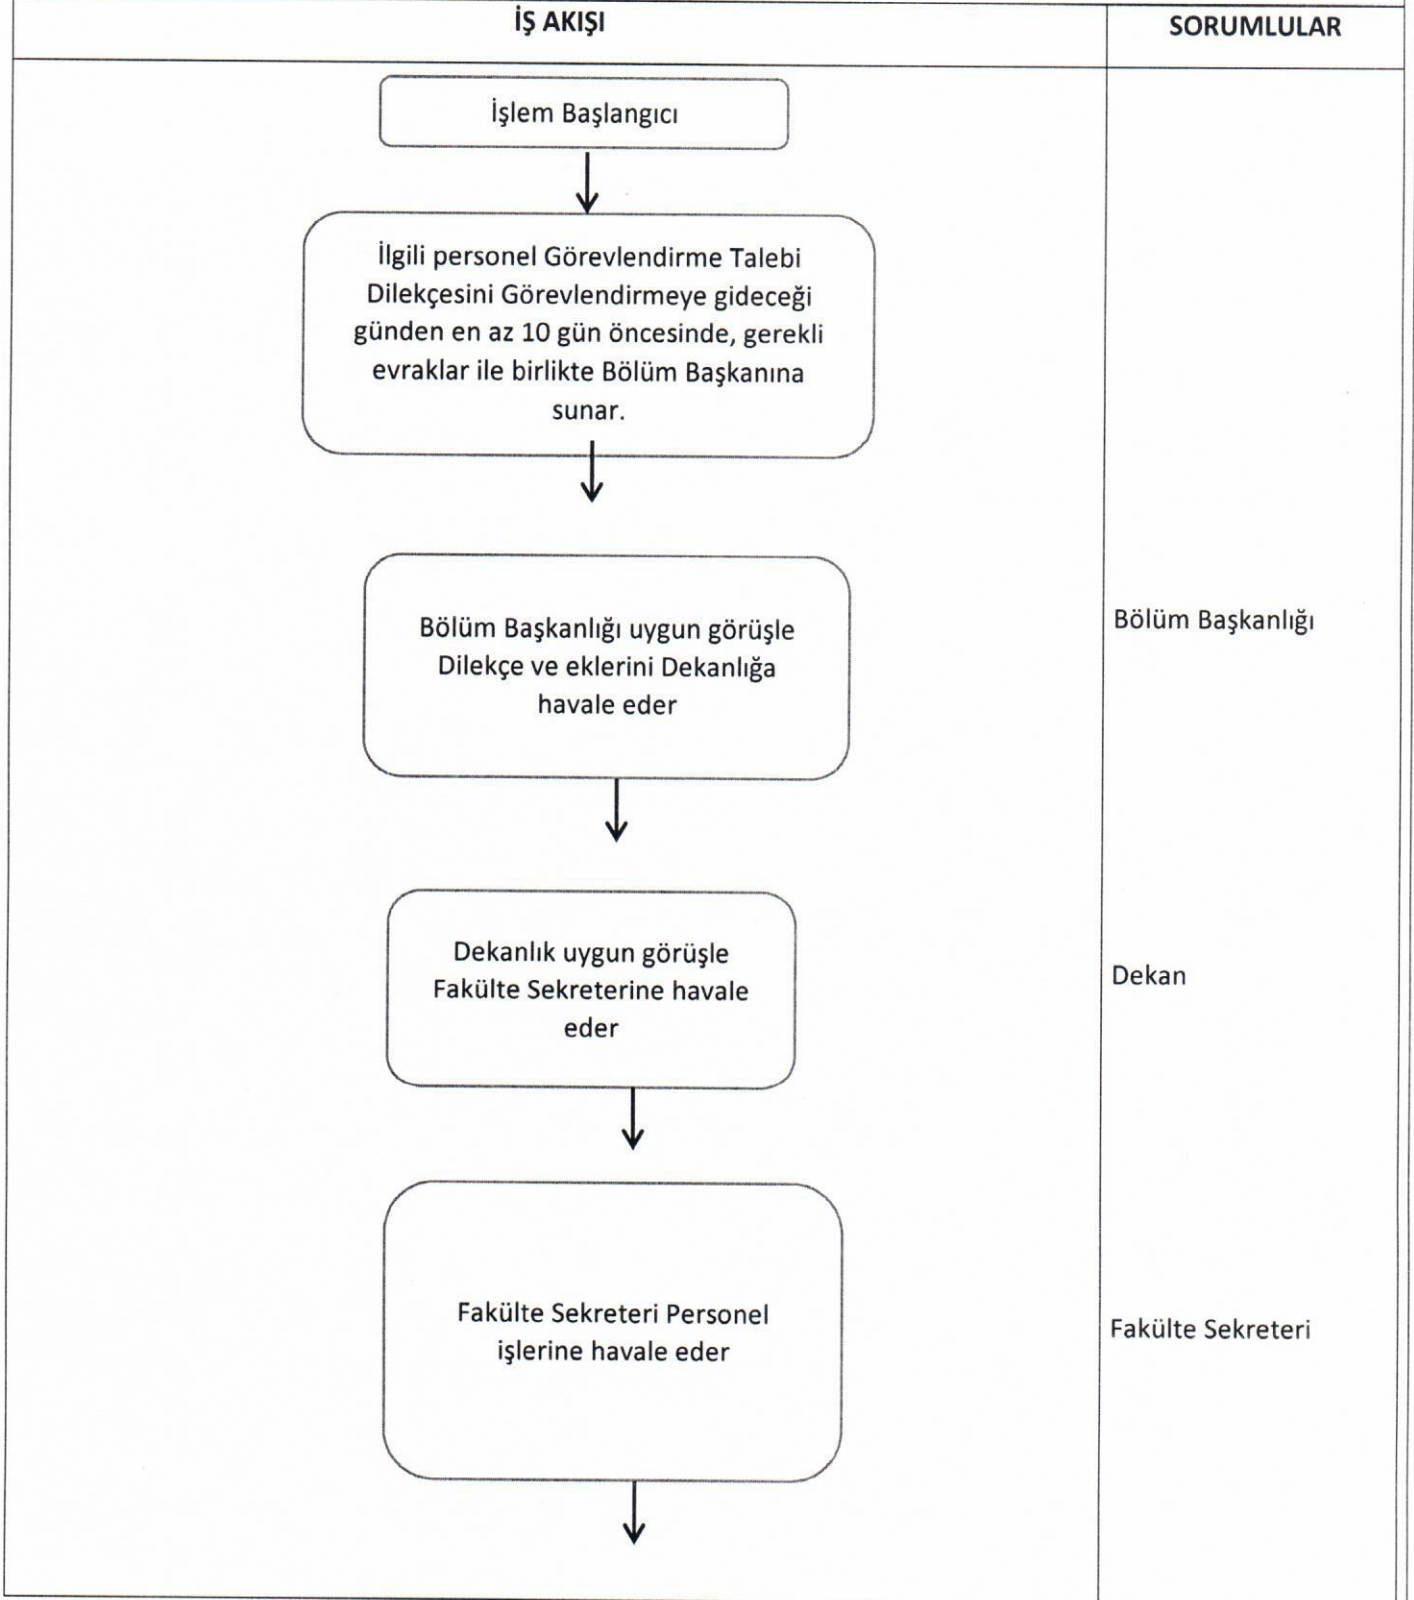 İŞ AKIŞI
SORUMLULAR
İşlem Başlangıcı
İlgili personel Görevlendirme Talebi
Dilekçesini Görevlendirmeye gideceği
günden en az 10 gün öncesinde, gerekli
evraklar ile birlikte Bölüm Başkanına
sunar.
Bölüm Başkanlığı uygun görüşle
Dilekçe ve eklerini Dekanlığa
havale eder
Bölüm Başkanlığı
Dekanlık uygun görüşle
Fakülte Sekreterine havale
eder
Dekan
Fakülte Sekreteri Personel
işlerine havale eder
Fakülte Sekreteri